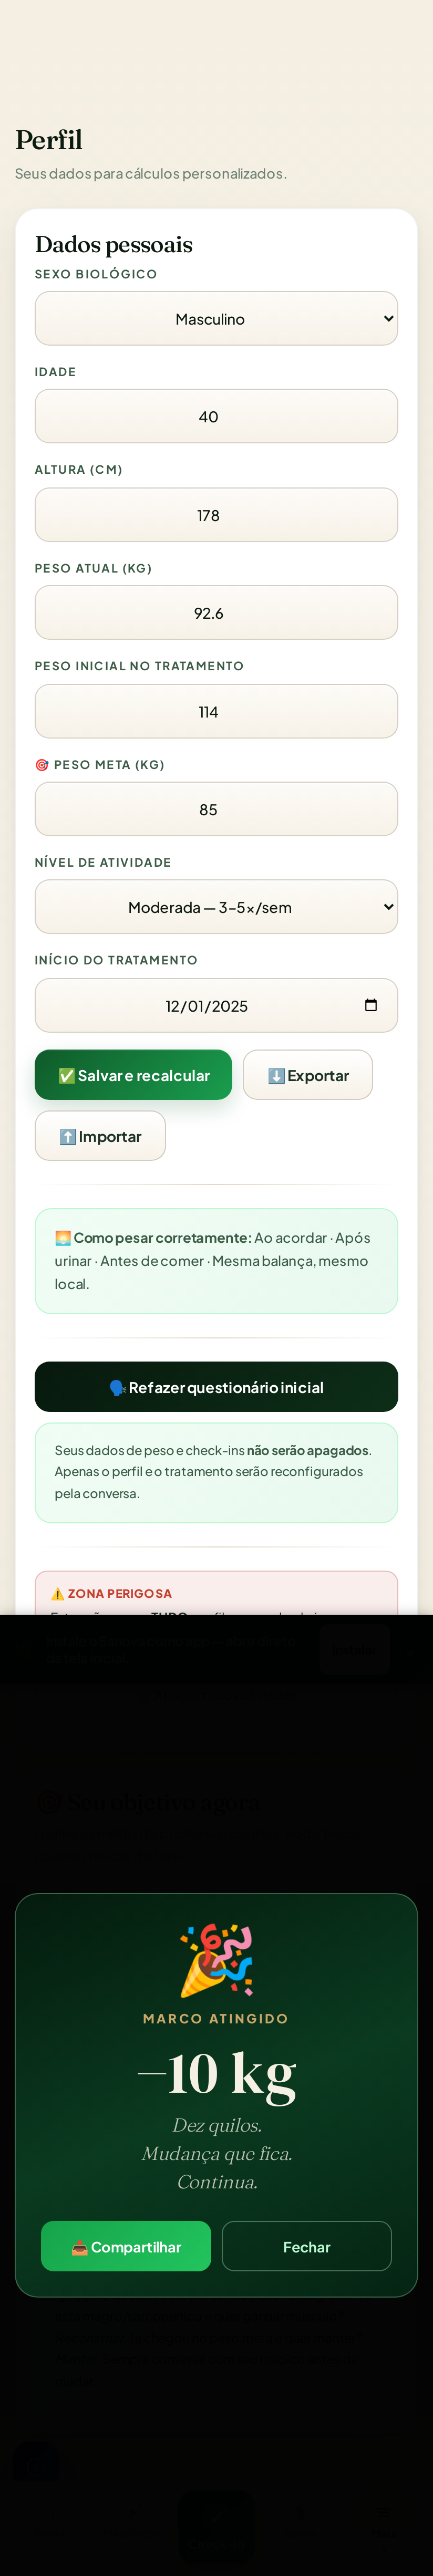 Perfil
Seus dados para cálculos personalizados.
Dados pessoais
SEXO BIOLÓGICO
Masculino
IDADE
40
ALTURA (CM)
178
PESO ATUAL (KG)
92.6
PESO INICIAL NO TRATAMENTO
114
🎯 PESO META (KG)
85
NÍVEL DE ATIVIDADE
Moderada — 3–5×/sem
INÍCIO DO TRATAMENTO
12/01/2025
✅ Salvar e recalcular
⬇️ Exportar
⬆️ Importar
🌅 Como pesar corretamente: Ao acordar · Após
urinar · Antes de comer · Mesma balança, mesmo
local.
🗣️ Refazer questionário inicial
Seus dados de peso e check-ins não serão apagados.
Apenas o perfil e o tratamento serão reconfigurados
pela conversa.
⚠️ ZONA PERIGOSA
Seu objetivo agora
MARCO ATINGIDO
—10 kg
Dez quilos.
Mudança que fica.
Continua.
📤 Compartilhar
Fechar